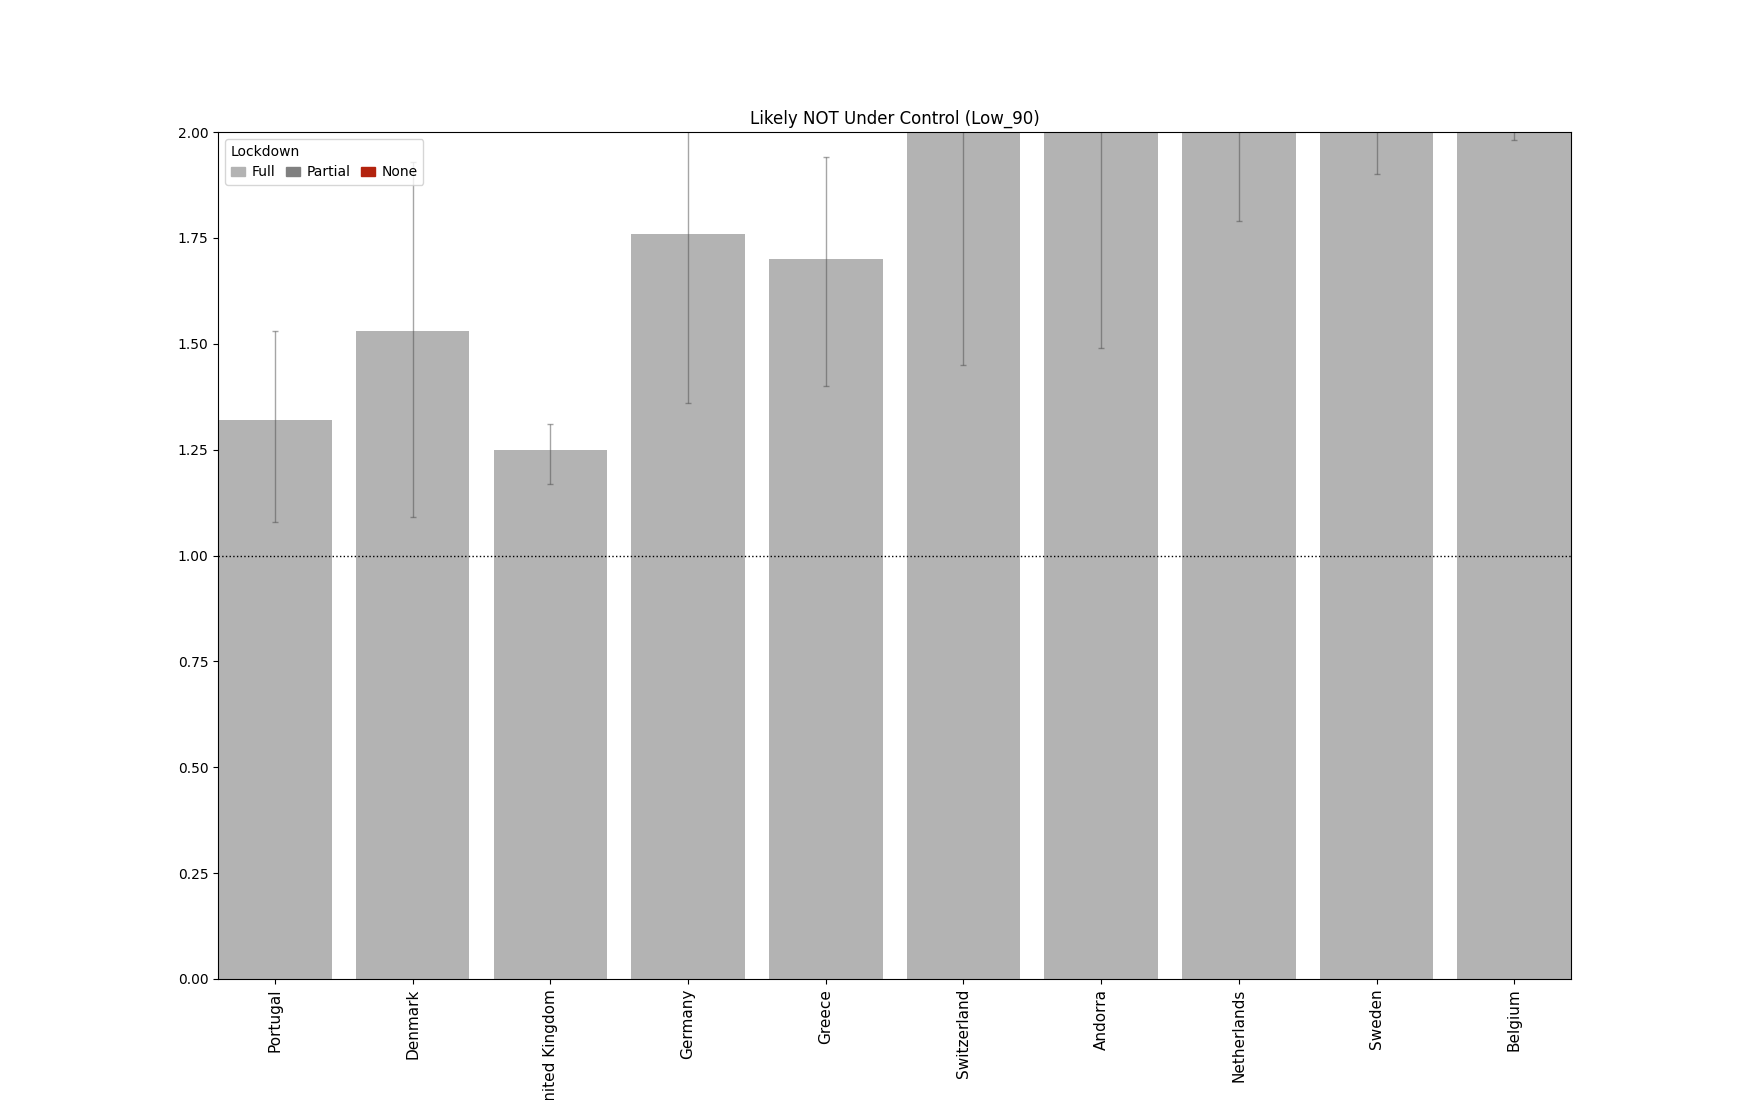 Likely NOT Under Control (Low_90)
Lockdown
Full Partial None
2.00
1.75
1.50
1.25
1.00
0.75
0.50
0.25
0.00
Portugal
Denmark
nited Kingdom
Germany
Greece
Switzerland
Andorra
Netherlands
Sweden
Belgium